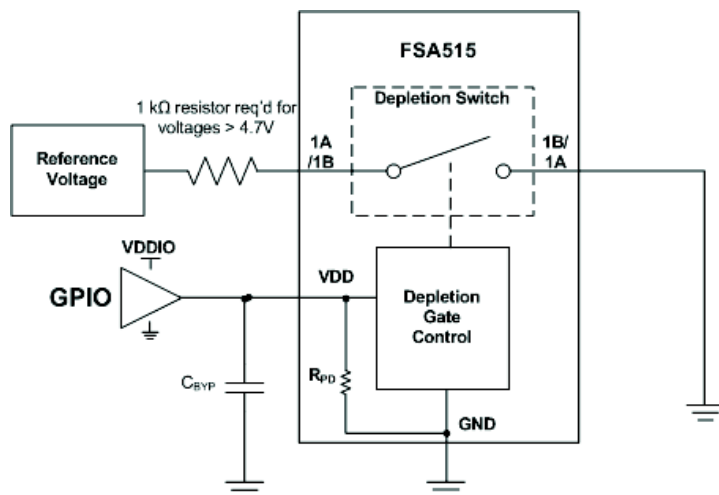 FSA515
Depletion Switch
1 kΩ resistor req'd for
voltages > 4.7V
Reference
Voltage
1A
/1B
1B/
1A
VDDIO
GPIO
VDD
Depletion
Gate
Control
CBYP
RPD
GND